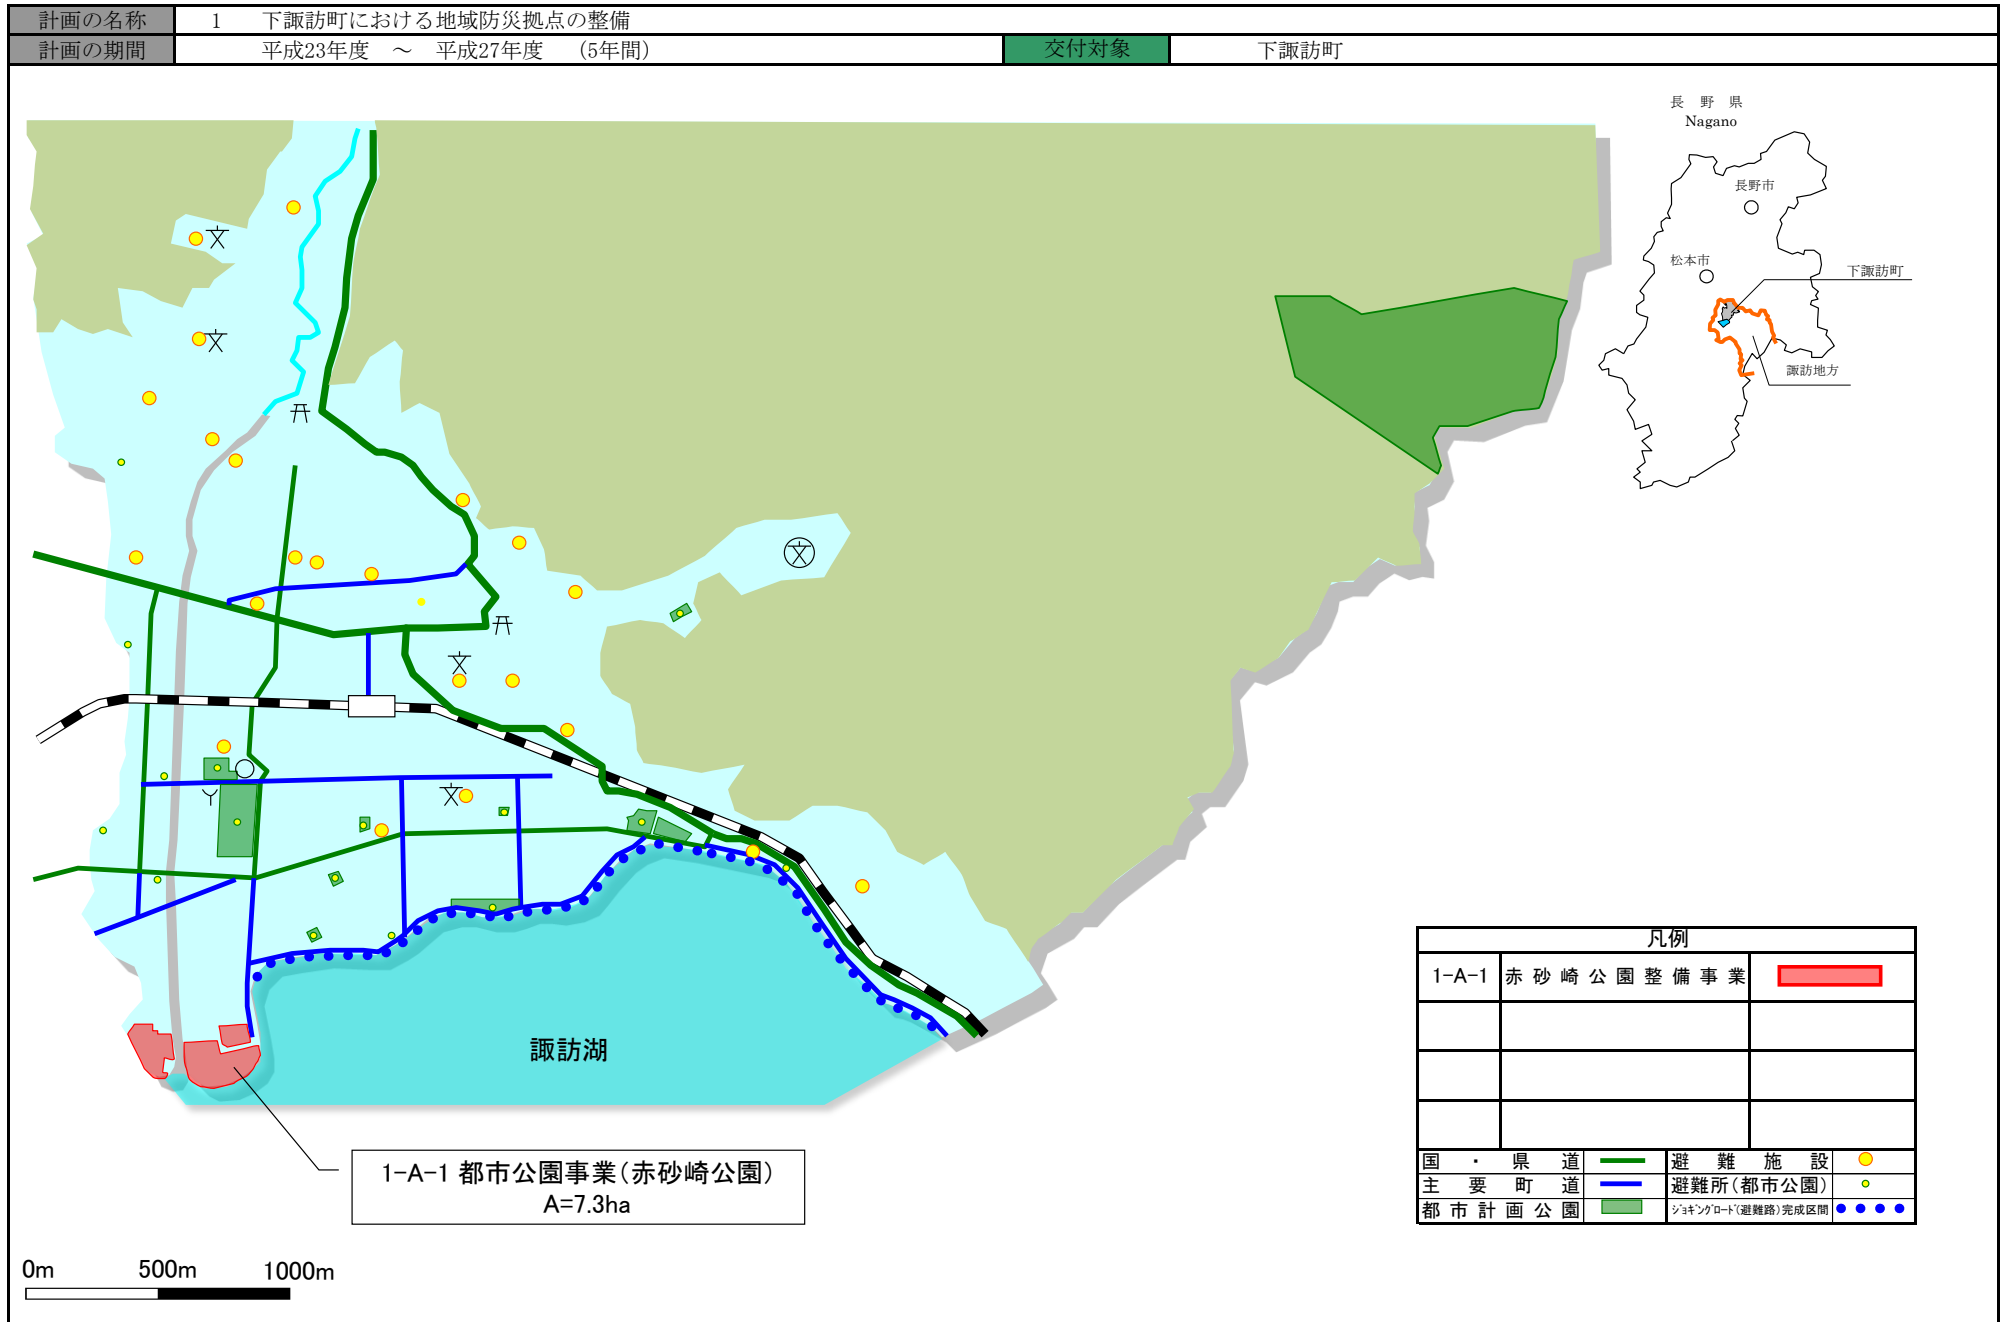 計画の名称 1 下諏訪町における地域防災拠点の整備
計画の期間 平成23年度 ～ 平成27年度 （5年間） 交付対象 下諏訪町
長 野 県
Nagano
長野市
松本市
下諏訪町
諏訪地方
諏訪湖
1-A-1 都市公園事業（赤砂崎公園）
A=7.3ha
凡例
1-A-1 赤砂崎公園整備事業
国・県道 避難施設
主要町道 避難所（都市公園）
都市計画公園 ｼﾞｮｷﾞﾝｸﾞﾛｰﾄﾞ（避難路）完成区間
0m 500m 1000m